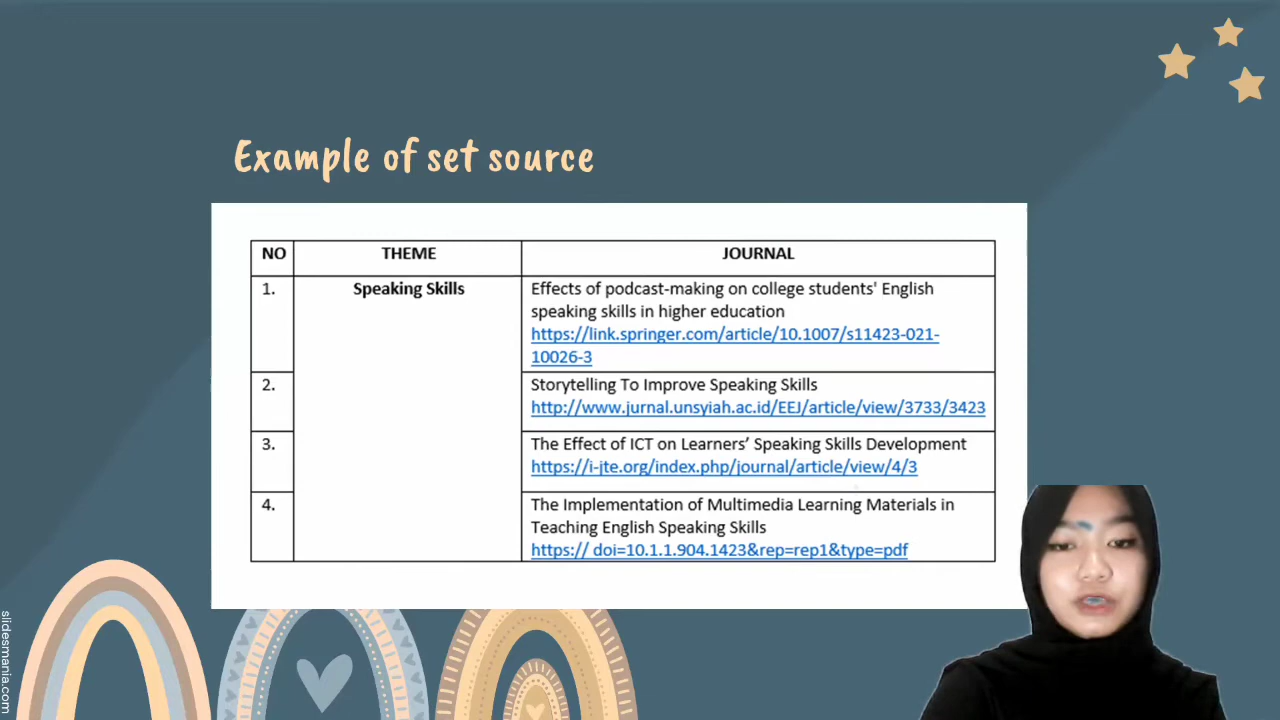 Example of set source
NO THEME JOURNAL
1. Speaking Skills Effects of podcast-making on college students' English
speaking skills in higher education
https://link.springer.com/article/10.1007/s11423-021-
10026-3
2. Storytelling To Improve Speaking Skills
http://www.jurnal.unsyiah.ac.id/EEJ/article/view/3733/3423
3. The Effect of ICT on Learners’ Speaking Skills Development
https://i-jte.org/index.php/journal/article/view/4/3
4. The Implementation of Multimedia Learning Materials in
Teaching English Speaking Skills
https:// doi=10.1.1.904.1423&rep=rep1&type=pdf
slidesmania.com